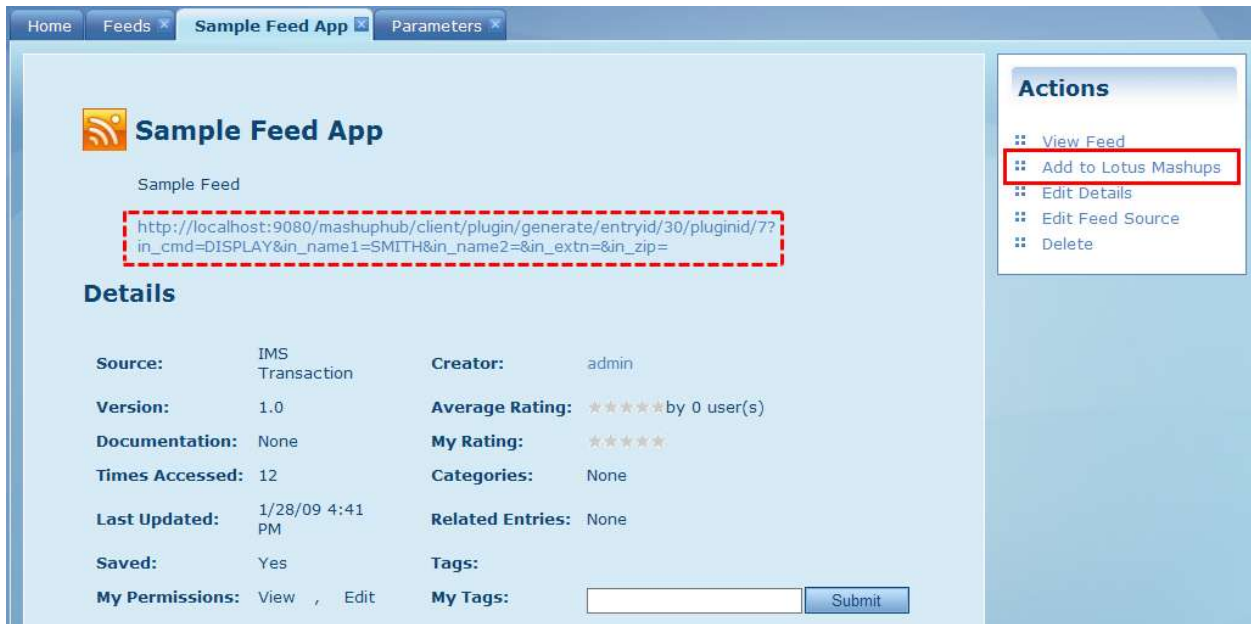 Home Feeds Sample Feed App Parameters
Sample Feed App
Sample Feed
http://localhost:9080/mashuphub/client/plugin/generate/entryid/30/pluginid/7?
in_cmd=DISPLAY&in_name1=SMITH&in_name2=&in_extn=&in_zip=
Details
Source: IMS
Transaction
Creator: admin
Version: 1.0 Average Rating: by 0 user(s)
Documentation: None My Rating:
Times Accessed: 12 Categories: None
Last Updated: 1/28/09 4:41
PM
Related Entries: None
Saved: Yes Tags:
My Permissions: View , Edit My Tags: Submit
Actions
View Feed
Add to Lotus Mashups
Edit Details
Edit Feed Source
Delete